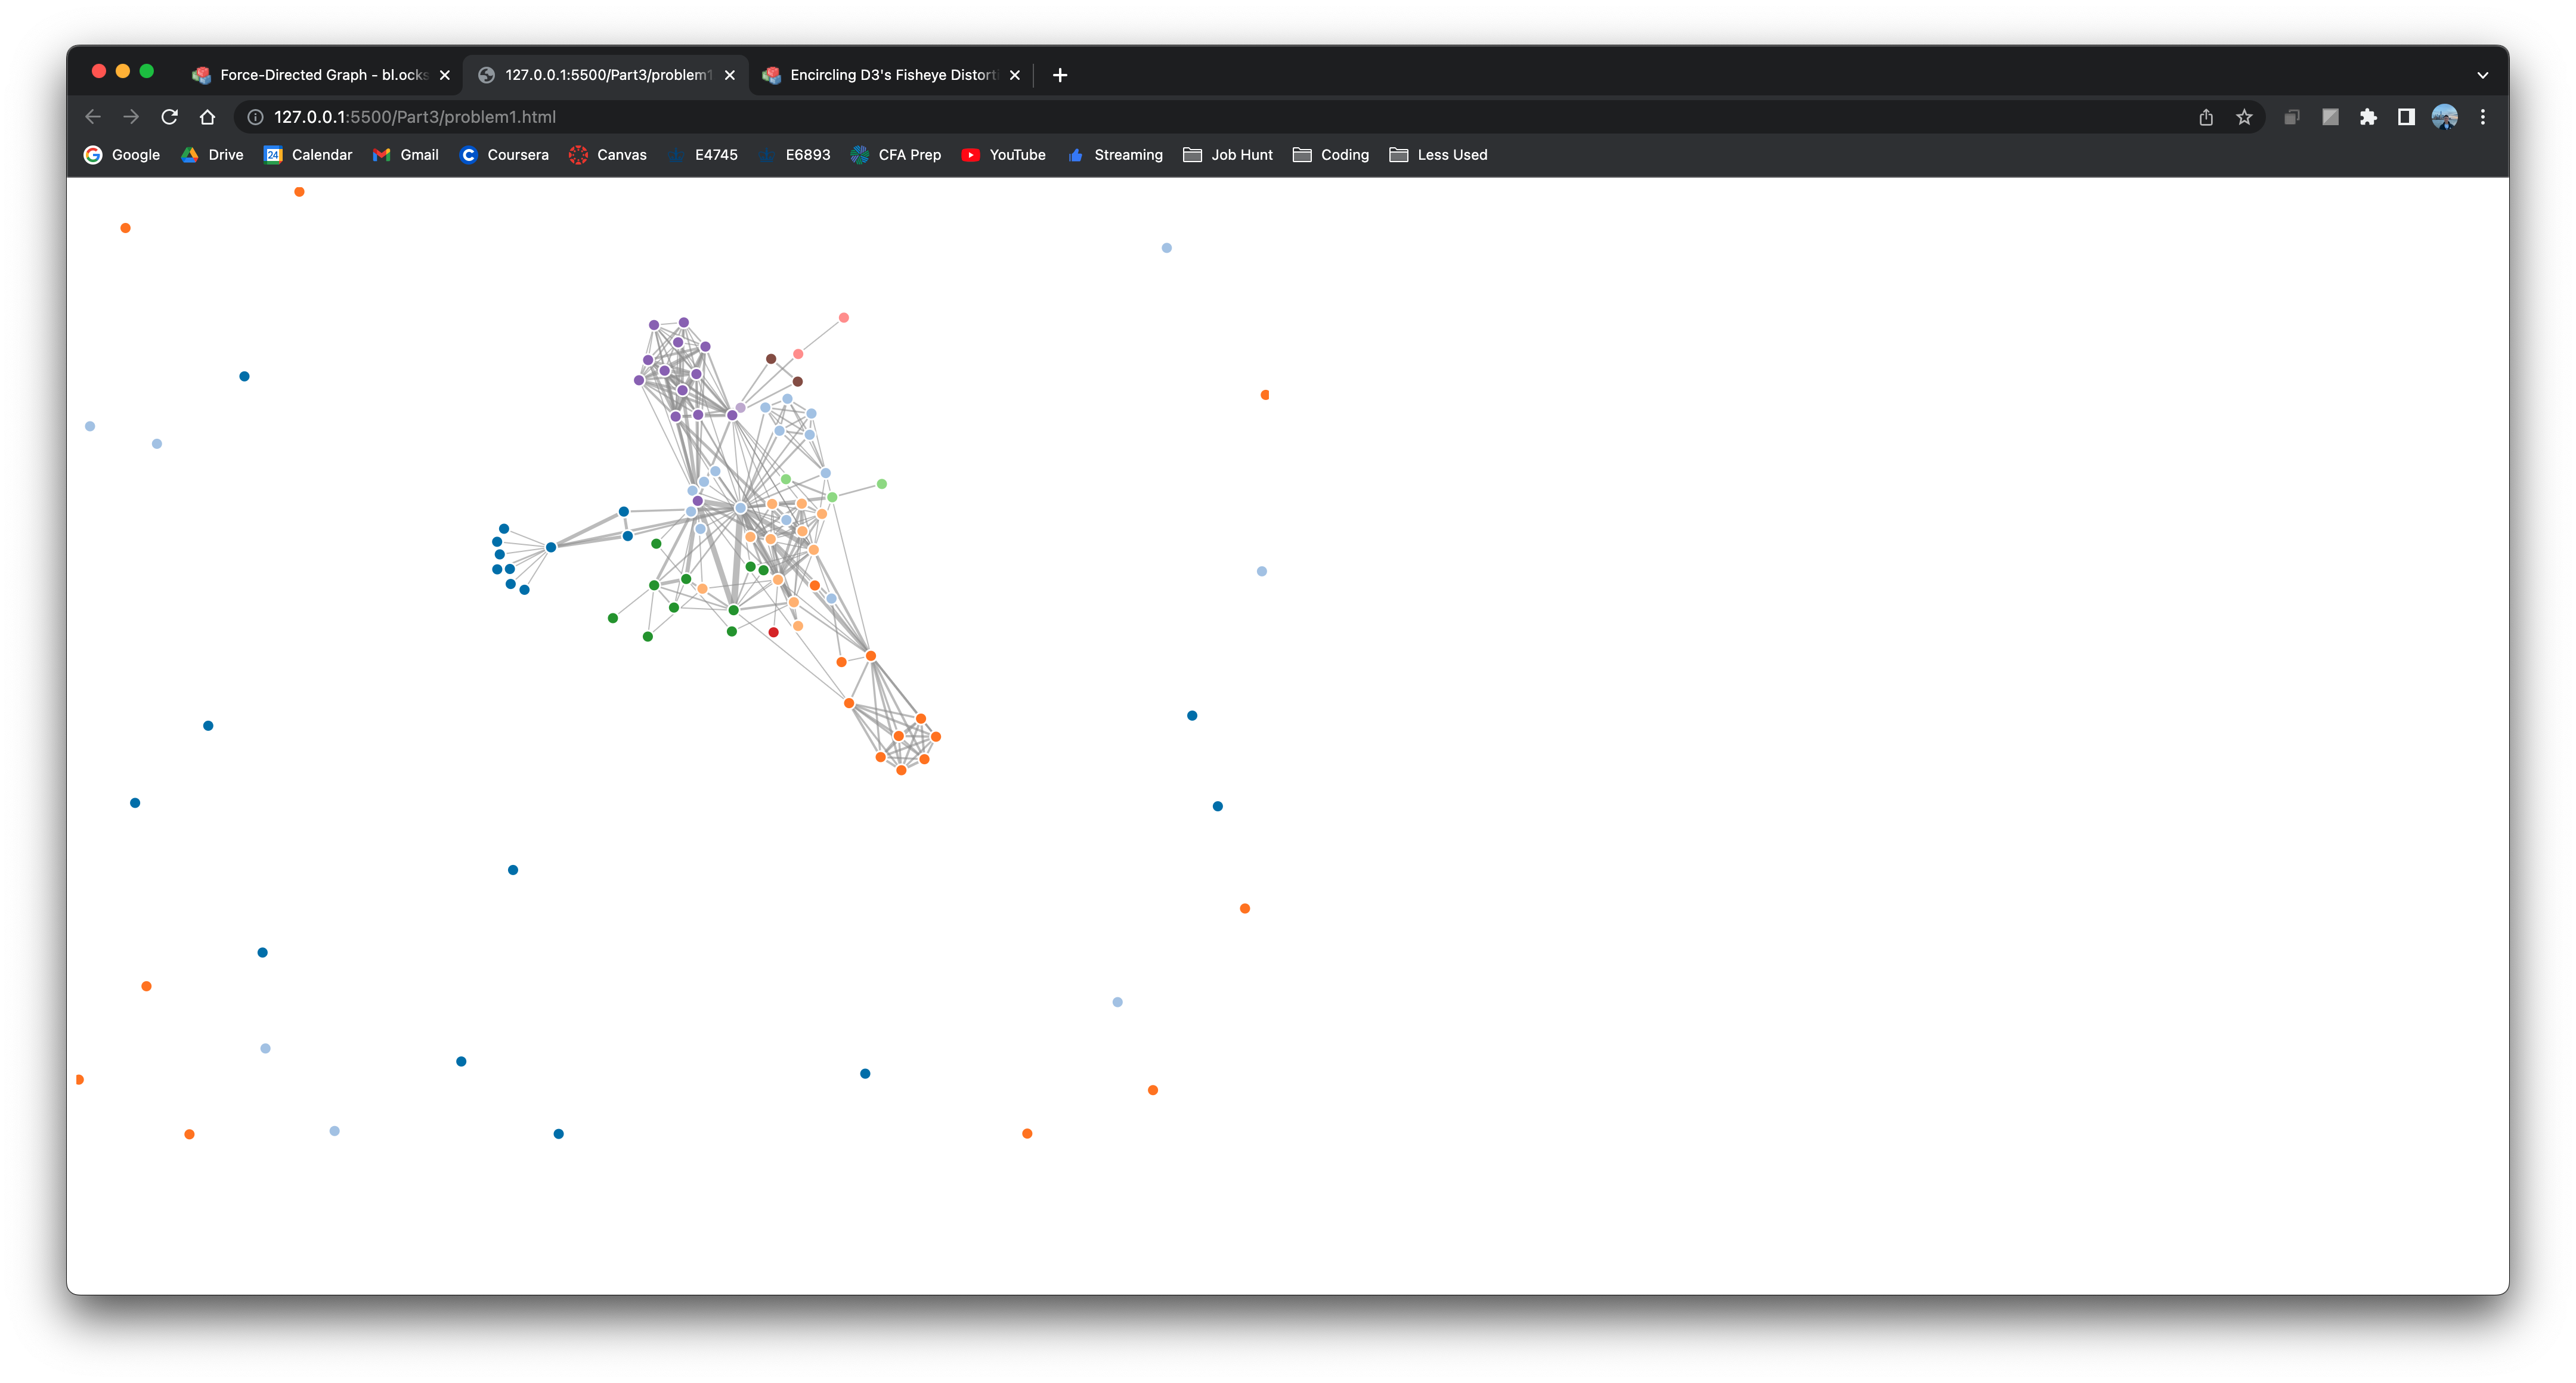 Force-Directed Graph - bl.ocks
127.0.0.1:5500/Part3/problem1
Encircling D3's Fisheye Distorti
127.0.0.1:5500/Part3/problem1.html
Google Drive 24 Calendar Gmail C Coursera Canvas E4745 E6893 CFA Prep YouTube Streaming Job Hunt Coding Less Used